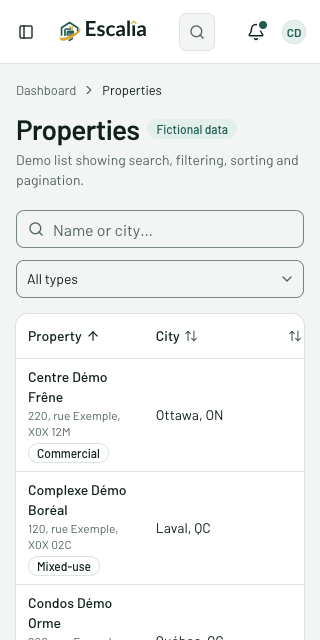 Escalia
CD
Dashboard > Properties
Properties Fictional data
Demo list showing search, filtering, sorting and
pagination.
Name or city...
All types
Property City
Centre Démo
Frêne
220, rue Exemple,
X0X 12M
Commercial
Ottawa, ON
Complexe Démo
Boréal
120, rue Exemple,
X0X 02C
Mixed-use
Laval, QC
Condos Démo
Orme